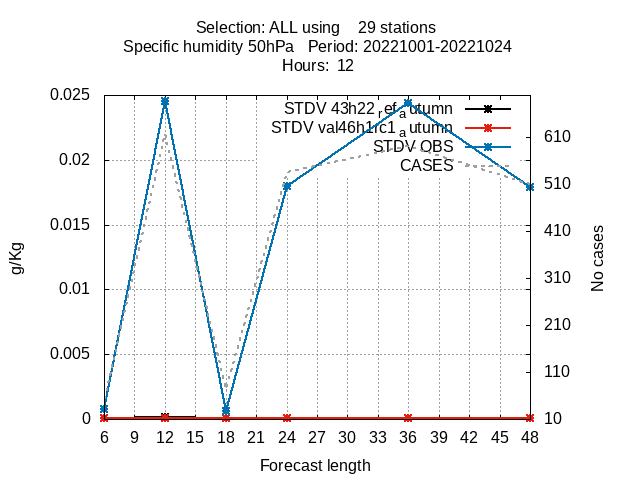 Selection: ALL using    29 stations
Specific humidity 50hPa   Period: 20221001-20221024
Hours:  12
STDV 43h22 ref autumn
STDV val46h1rc1 autumn
STDV OBS
CASES
0.025
0.02
0.015
0.01
0.005
0
610
510
410
310
210
110
10
g/Kg
No cases
6 9 12 15 18 21 24 27 30 33 36 39 42 45 48
Forecast length